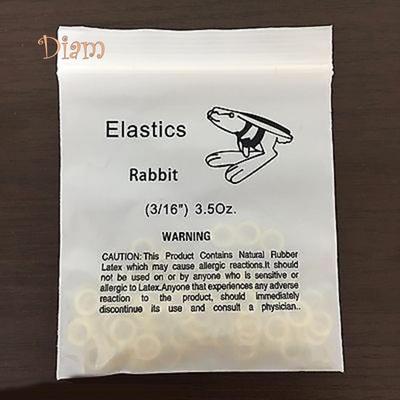 Diam
Elastics
Rabbit
(3/16") 3.5Oz.
WARNING
CAUTION: This Product Contains Natural Rubber
Latex which may cause allergic reactions.It should
not be used on or by anyone who is sensitive or
allergic to Latex.Anyone that experiences any adverse
reaction to the product, should immediately
discontinue its use and consult a physician..